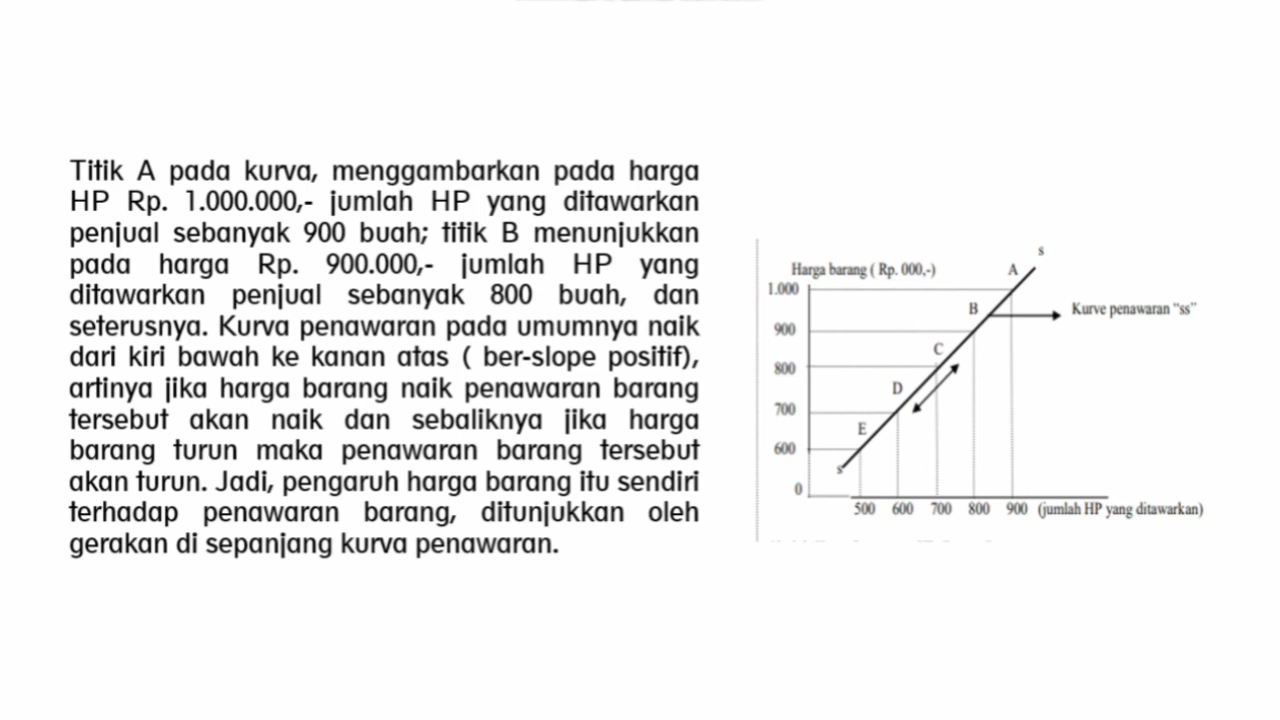 Titik A pada kurva, menggambarkan pada harga
HP Rp. 1.000.000,- jumlah HP yang ditawarkan
penjual sebanyak 900 buah; titik B menunjukkan
pada harga Rp. 900.000,- jumlah HP yang
ditawarkan penjual sebanyak 800 buah, dan
seterusnya. Kurva penawaran pada umumnya naik
dari kiri bawah ke kanan atas ( ber-slope positif),
artinya jika harga barang naik penawaran barang
tersebut akan naik dan sebaliknya jika harga
barang turun maka penawaran barang tersebut
akan turun. Jadi, pengaruh harga barang itu sendiri
terhadap penawaran barang, ditunjukkan oleh
gerakan di sepanjang kurva penawaran.
s
Harga barang ( Rp. 000,-)
A
1.000
B
Kurve penawaran "ss"
900
C
800
D
700
E
600
s
0
500 600 700 800 900 (jumlah HP yang ditawarkan)